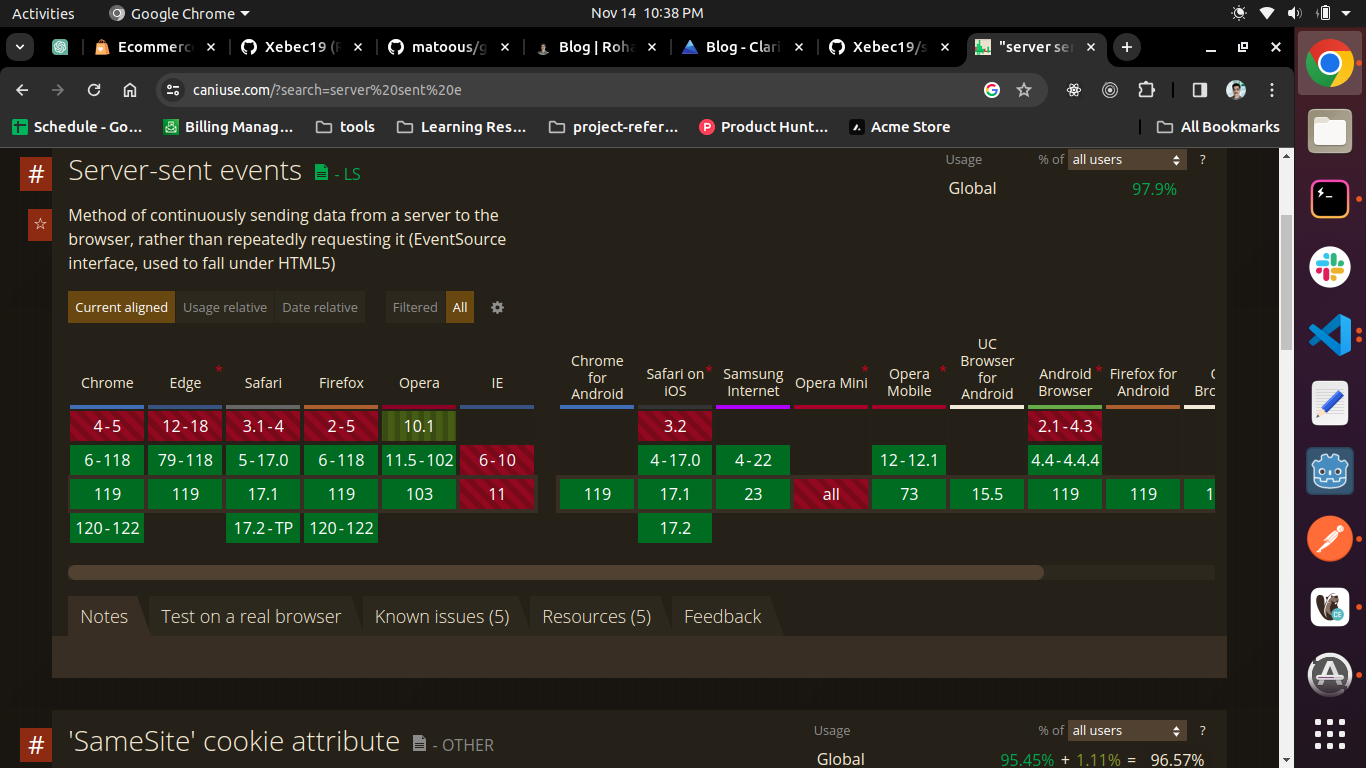 Activities Google Chrome Nov 14 10:38 PM
Ecommerc Xebec19 (R matoous/g Blog | Roha Blog - Clari Xebec19/s "server sen
caniuse.com/?search=server%20sent%20e
Schedule - Go... Billing Manag... tools Learning Res... project-refer... Product Hunt... Acme Store All Bookmarks
# Server-sent events - LS
Usage % of all users ?
Global 97.9%
Method of continuously sending data from a server to the
browser, rather than repeatedly requesting it (EventSource
interface, used to fall under HTML5)
Current aligned Usage relative Date relative Filtered All
Chrome Edge * Safari Firefox Opera IE Chrome for Android Safari on iOS * Samsung Internet Opera Mini * Opera Mobile * UC Browser for Android Android Browser * Firefox for Android
4-5 12-18 3.1-4 2-5 10.1 3.2 2.1-4.3
6-118 79-118 5-17.0 6-118 11.5-102 6-10 4-17.0 4-22 12-12.1 4.4-4.4.4
119 119 17.1 119 103 11 119 17.1 23 all 73 15.5 119 119 1
120-122 17.2-TP 120-122 17.2
Notes Test on a real browser Known issues (5) Resources (5) Feedback
# 'SameSite' cookie attribute - OTHER
Usage % of all users ?
Global 95.45% + 1.11% = 96.57%